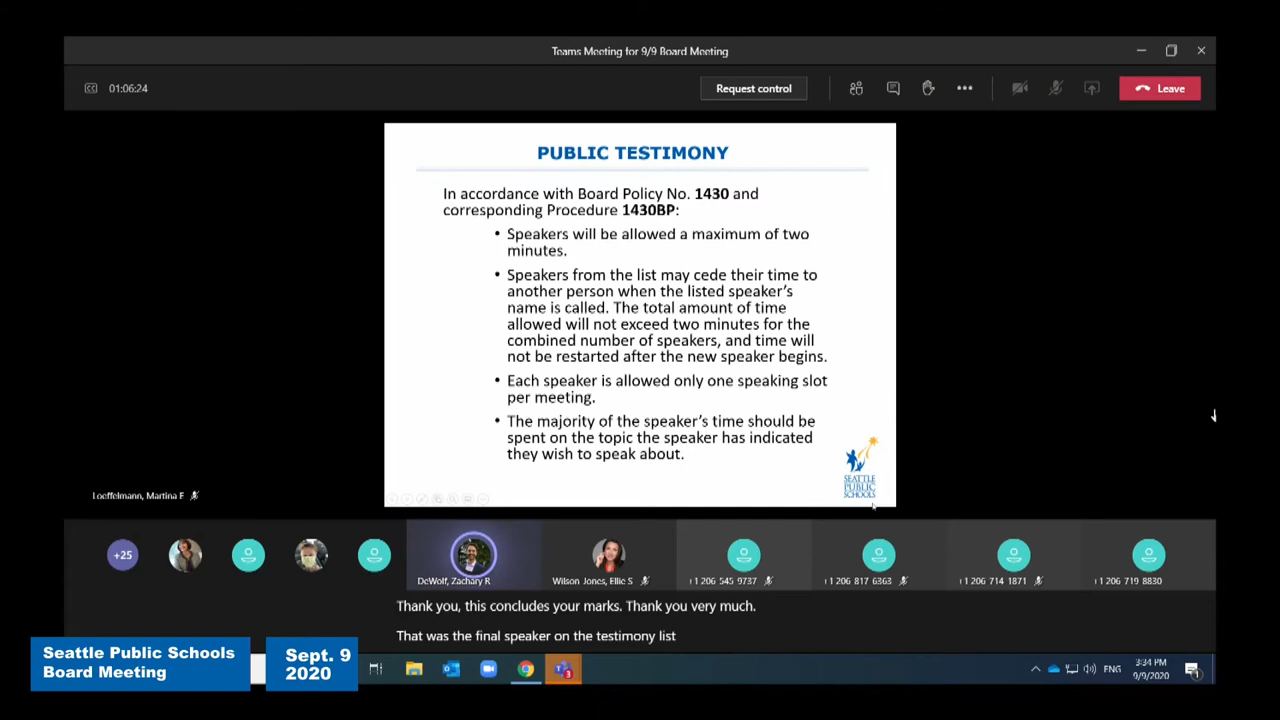 Teams Meeting for 9/9 Board Meeting
01:06:24
Request control
Leave
PUBLIC TESTIMONY
In accordance with Board Policy No. 1430 and
corresponding Procedure 1430BP:
• Speakers will be allowed a maximum of two
minutes.
• Speakers from the list may cede their time to
another person when the listed speaker's
name is called. The total amount of time
allowed will not exceed two minutes for the
combined number of speakers, and time will
not be restarted after the new speaker begins.
• Each speaker is allowed only one speaking slot
per meeting.
• The majority of the speaker's time should be
spent on the topic the speaker has indicated
they wish to speak about.
SEATTLE
PUBLIC
SCHOOLS
Loeffelmann, Martina F
+25
DeWolf, Zachary R
Wilson Jones, Ellie S
+1 206 545 9737
+1 206 817 6363
+1 206 714 1871
+1 206 719 8830
Thank you, this concludes your marks. Thank you very much.
That was the final speaker on the testimony list
Seattle Public Schools
Board Meeting
Sept. 9
2020
ENG
3:34 PM
9/9/2020